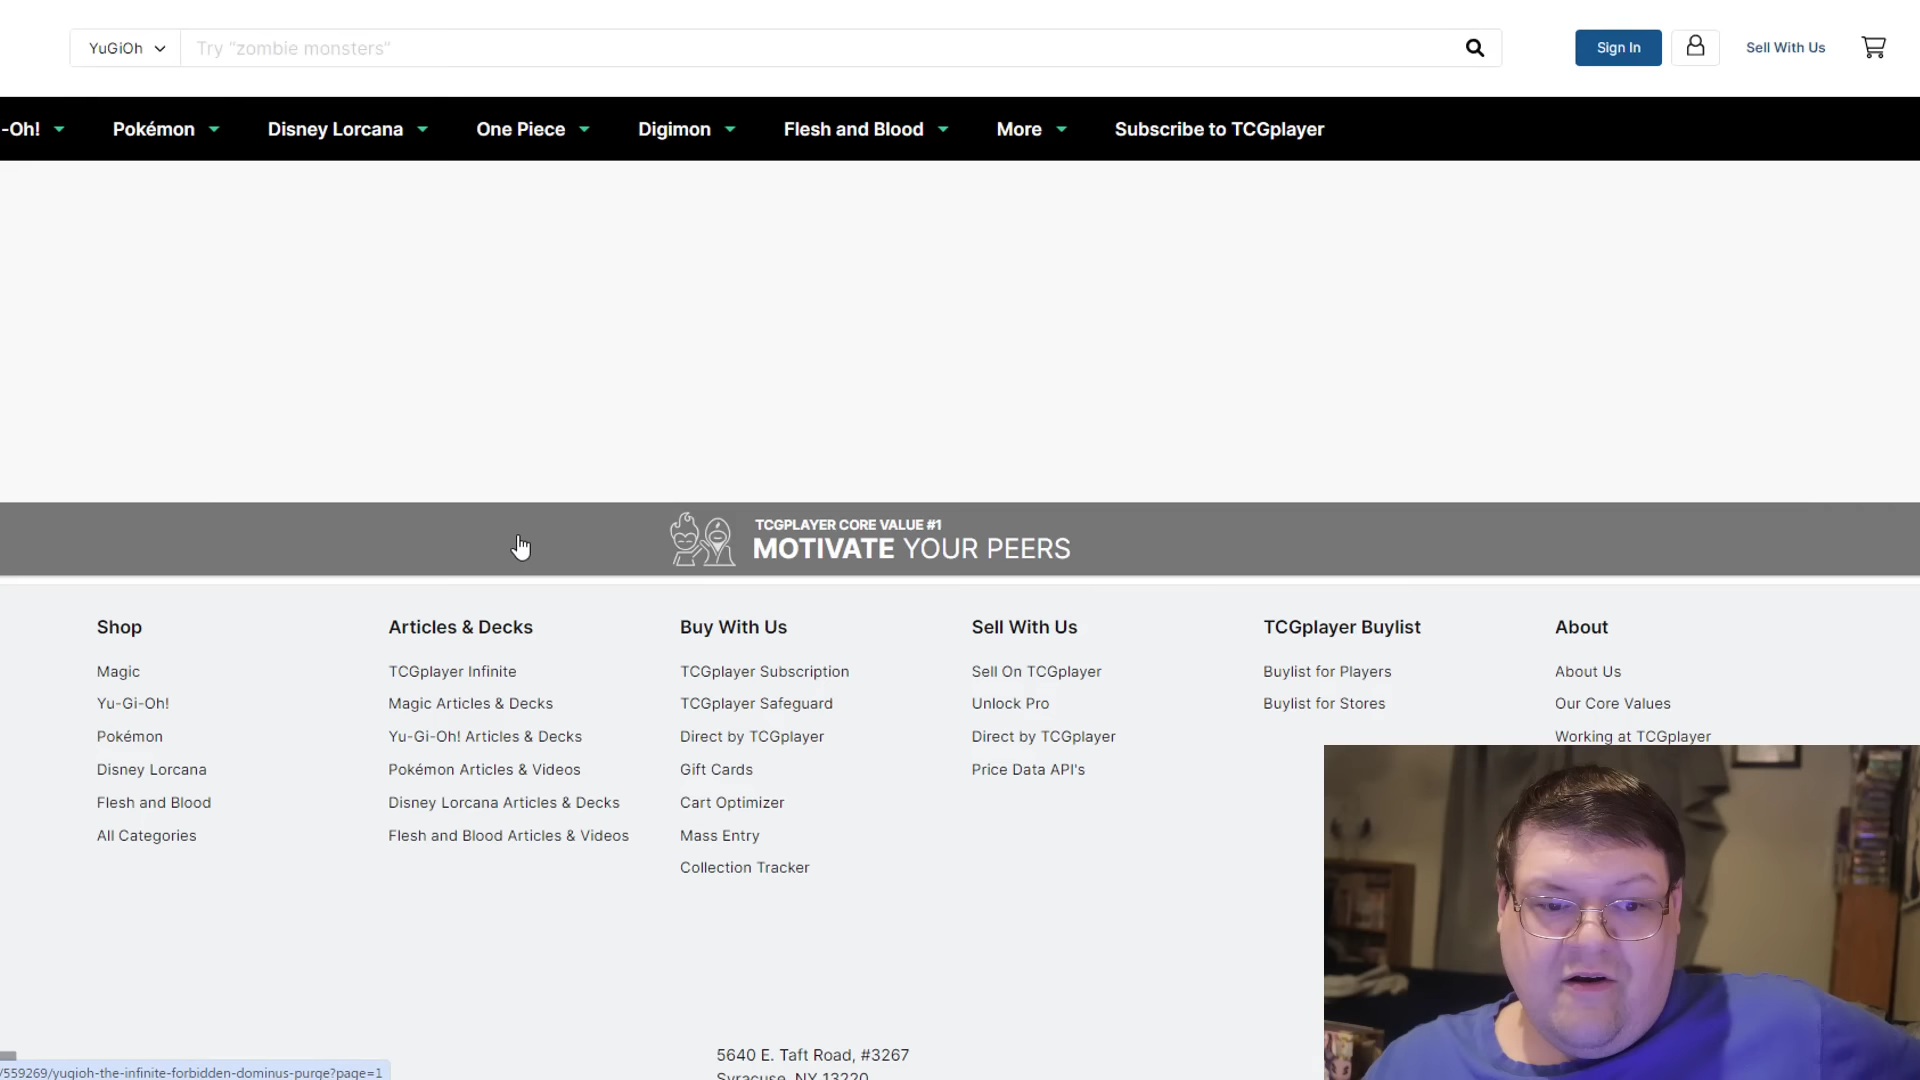 YuGiOh
Try "zombie monsters"
Sign In
Sell With Us
-Oh!
Pokémon
Disney Lorcana
One Piece
Digimon
Flesh and Blood
More
Subscribe to TCGplayer
TCGPLAYER CORE VALUE #1
MOTIVATE YOUR PEERS
Shop
Magic
Yu-Gi-Oh!
Pokémon
Disney Lorcana
Flesh and Blood
All Categories
Articles & Decks
TCGplayer Infinite
Magic Articles & Decks
Yu-Gi-Oh! Articles & Decks
Pokémon Articles & Videos
Disney Lorcana Articles & Decks
Flesh and Blood Articles & Videos
Buy With Us
TCGplayer Subscription
TCGplayer Safeguard
Direct by TCGplayer
Gift Cards
Cart Optimizer
Mass Entry
Collection Tracker
Sell With Us
Sell On TCGplayer
Unlock Pro
Direct by TCGplayer
Price Data API's
TCGplayer Buylist
Buylist for Players
Buylist for Stores
About
About Us
Our Core Values
Working at TCGplayer
5640 E. Taft Road, #3267
Syracuse, NY 13220
/559269/yugioh-the-infinite-forbidden-dominus-purge?page=1